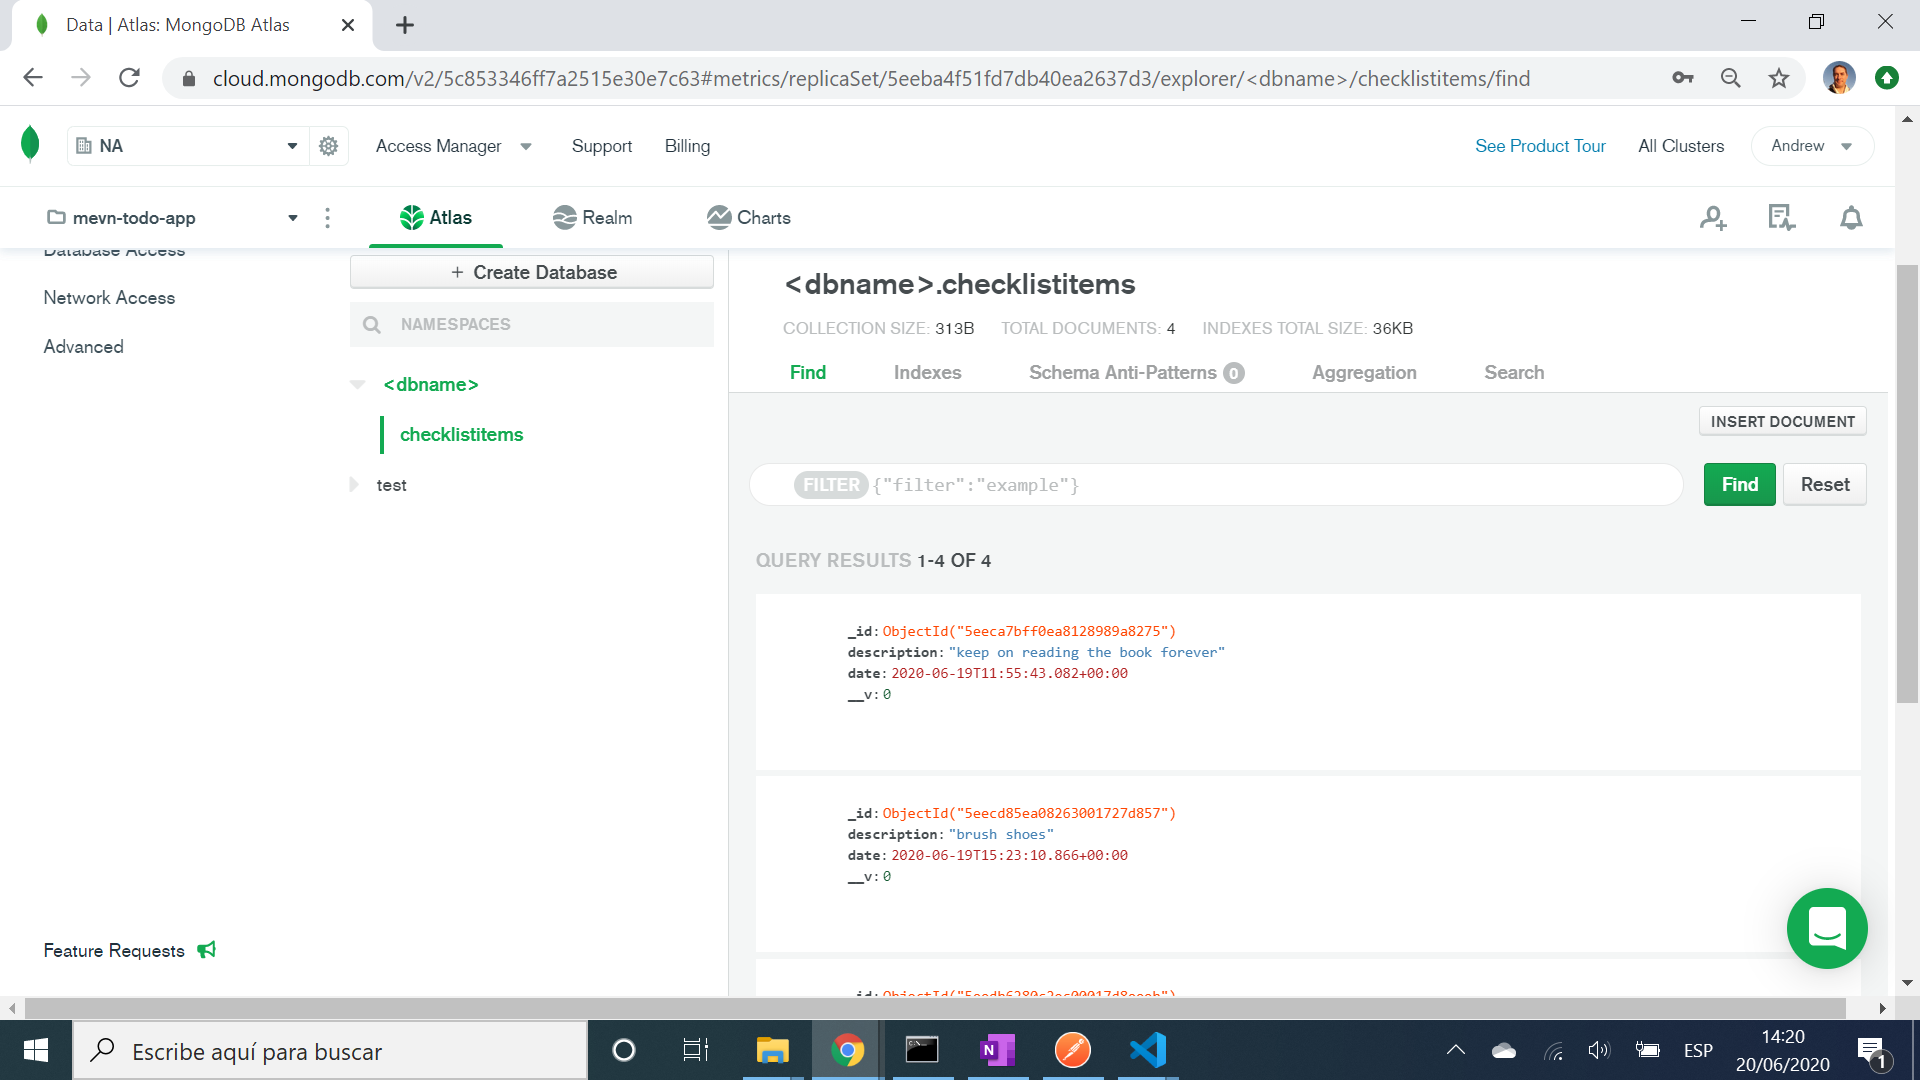 Data | Atlas: MongoDB Atlas
cloud.mongodb.com/v2/5c853346ff7a2515e30e7c63#metrics/replicaSet/5eeba4f51fd7db40ea2637d3/explorer/<dbname>/checklistitems/find
NA
Access Manager
Support
Billing
See Product Tour
All Clusters
Andrew
mevn-todo-app
Atlas
Realm
Charts
Database Access
Network Access
Advanced
Feature Requests
+ Create Database
NAMESPACES
<dbname>
checklistitems
test
<dbname>.checklistitems
COLLECTION SIZE: 313B TOTAL DOCUMENTS: 4 INDEXES TOTAL SIZE: 36KB
Find Indexes Schema Anti-Patterns 0 Aggregation Search
INSERT DOCUMENT
FILTER {"filter":"example"}
Find
Reset
QUERY RESULTS 1-4 OF 4
_id: ObjectId("5eeca7bff0ea8128989a8275")
description: "keep on reading the book forever"
date: 2020-06-19T11:55:43.082+00:00
__v: 0
_id: ObjectId("5eecd85ea08263001727d857")
description: "brush shoes"
date: 2020-06-19T15:23:10.866+00:00
__v: 0
Escribe aquí para buscar
N
ESP
14:20
20/06/2020
1